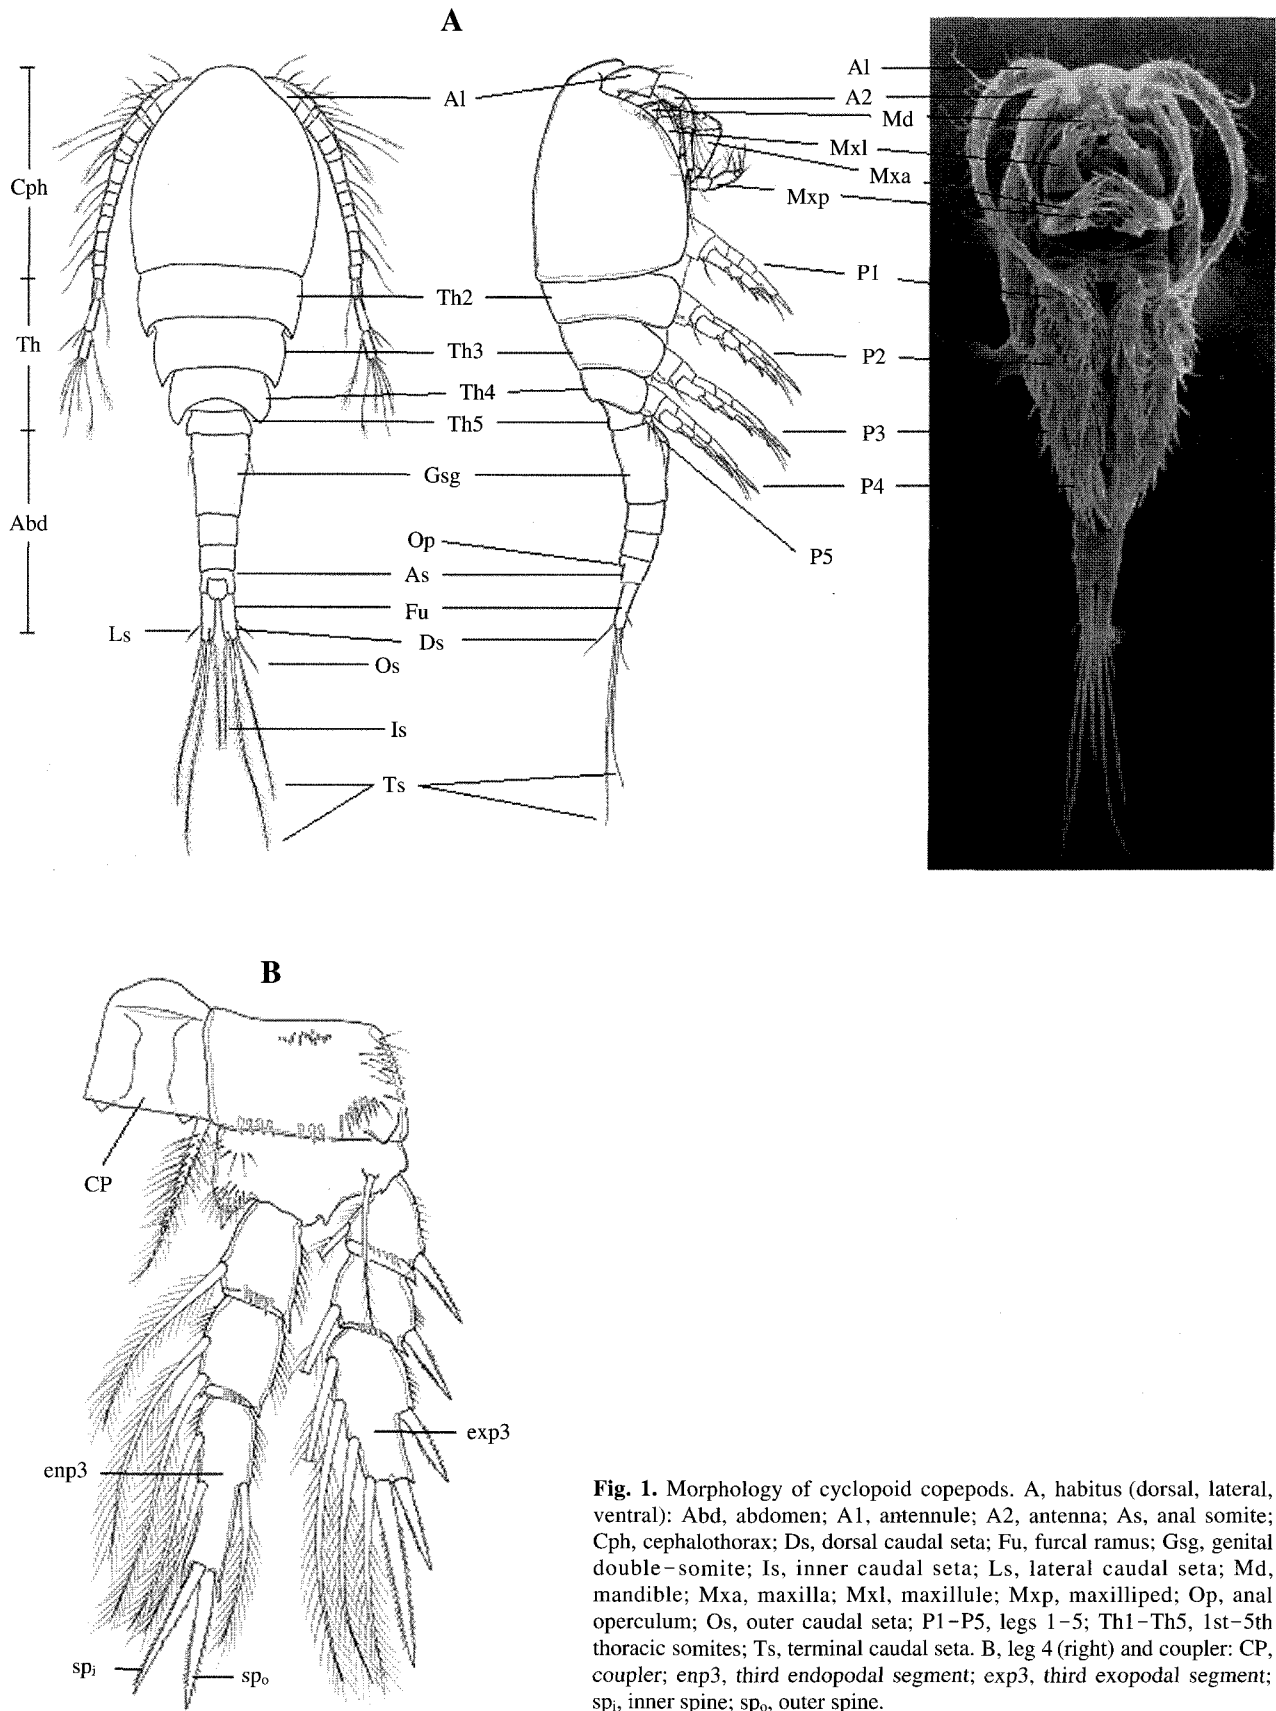 A
Al
A2
Md
Mxl
Mxa
Mxp
Cph
P1
Th2
Th
Th3
P2
Th4
Th5
P3
Gsg
P4
Abd
Op
P5
As
Fu
Ls
Ds
Os
Is
Ts
B
CP
exp3
enp3
spi
spo
Fig. 1. Morphology of cyclopoid copepods. A, habitus (dorsal, lateral,
ventral): Abd, abdomen; A1, antennule; A2, antenna; As, anal somite;
Cph, cephalothorax; Ds, dorsal caudal seta; Fu, furcal ramus; Gsg, genital
double-somite; Is, inner caudal seta; Ls, lateral caudal seta; Md,
mandible; Mxa, maxilla; Mxl, maxillule; Mxp, maxilliped; Op, anal
operculum; Os, outer caudal seta; P1-P5, legs 1-5; Th1-Th5, 1st-5th
thoracic somites; Ts, terminal caudal seta. B, leg 4 (right) and coupler: CP,
coupler; enp3, third endopodal segment; exp3, third exopodal segment;
spi, inner spine; spo, outer spine.